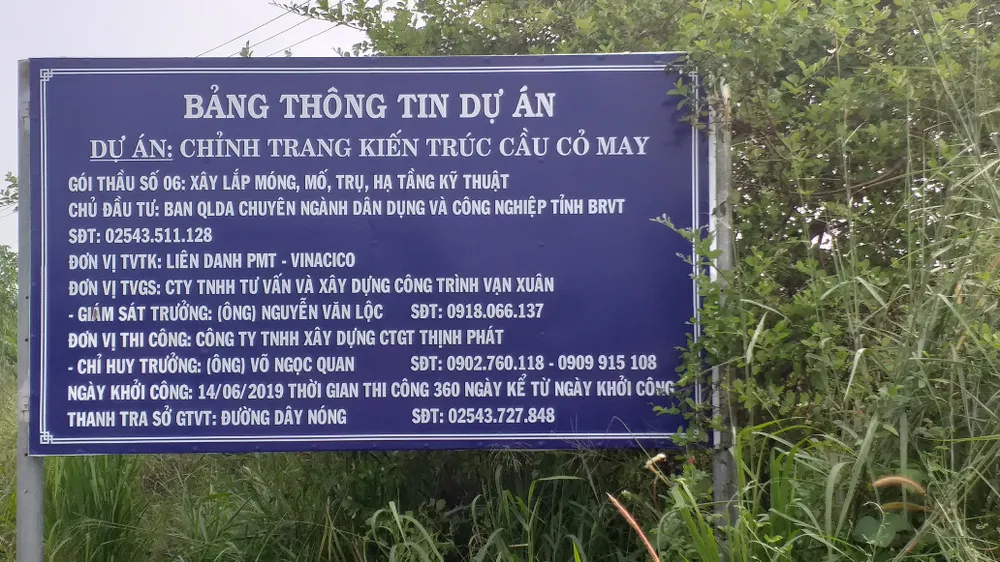 BẢNG THÔNG TIN DỰ ÁN
DỰ ÁN: CHỈNH TRANG KIẾN TRÚC CẦU CỎ MAY
GÓI THẦU SỐ 06: XÂY LẮP MÓNG, MỐ, TRỤ, HẠ TẦNG KỸ THUẬT
CHỦ ĐẦU TƯ: BAN QLDA CHUYÊN NGÀNH DÂN DỤNG VÀ CÔNG NGHIỆP TỈNH BRVT
SĐT: 02543.511.128
ĐƠN VỊ TVTK: LIÊN DANH PMT - VINACICO
ĐƠN VỊ TVGS: CTY TNHH TƯ VẤN VÀ XÂY DỰNG CÔNG TRÌNH VẠN XUÂN
- GIÁM SÁT TRƯỞNG: (ÔNG) NGUYỄN VĂN LỘC SĐT: 0918.066.137
ĐƠN VỊ THI CÔNG: CÔNG TY TNHH XÂY DỰNG CTGT THỊNH PHÁT
- CHỈ HUY TRƯỞNG: (ÔNG) VÕ NGỌC QUAN SĐT: 0902.760.118 - 0909 915 108
NGÀY KHỞI CÔNG: 14/06/2019 THỜI GIAN THI CÔNG 360 NGÀY KỂ TỪ NGÀY KHỞI CÔNG
THANH TRA SỞ GTVT: ĐƯỜNG DÂY NÓNG SĐT: 02543.727.848